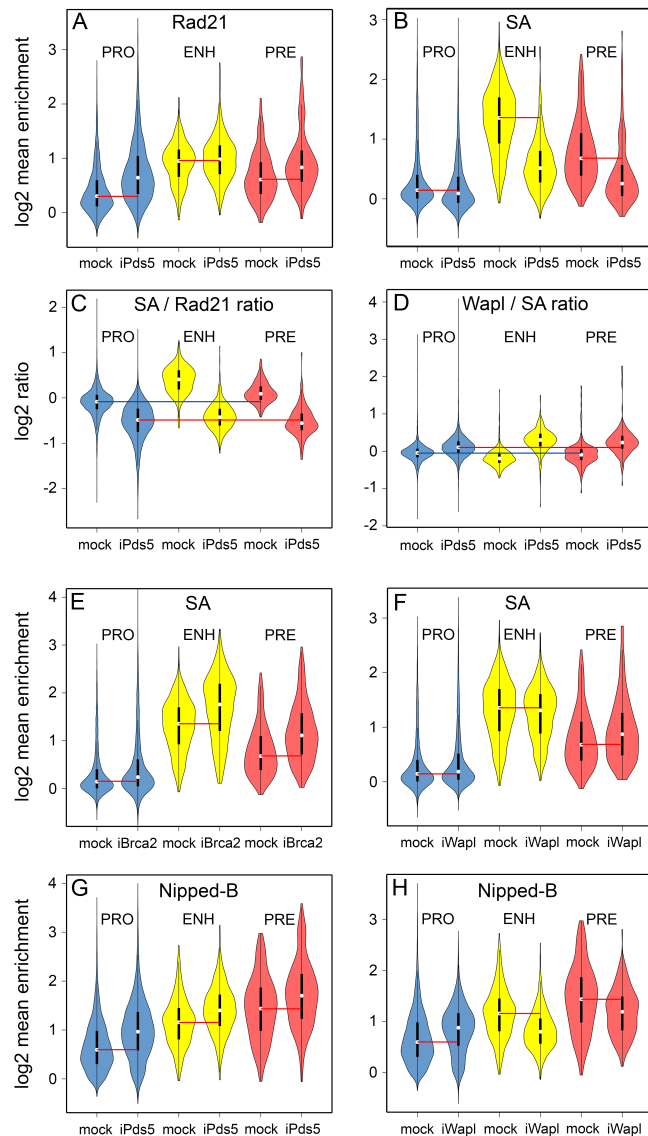 A Rad21
PRO ENH PRE
log2 mean enrichment
3
2
1
0
mock iPds5 mock iPds5 mock iPds5
B SA
PRO ENH PRE
3
2
1
0
mock iPds5 mock iPds5 mock iPds5
C SA / Rad21 ratio
PRO ENH PRE
log2 ratio
2
1
0
-1
-2
mock iPds5 mock iPds5 mock iPds5
D Wapl / SA ratio
PRO ENH PRE
4
3
2
1
0
-1
-2
mock iPds5 mock iPds5 mock iPds5
E SA
PRO ENH PRE
log2 mean enrichment
4
3
2
1
0
mock iBrca2 mock iBrca2 mock iBrca2
F SA
PRO ENH PRE
3
2
1
0
mock iWapl mock iWapl mock iWapl
G Nipped-B
PRO ENH PRE
log2 mean enrichment
4
3
2
1
0
mock iPds5 mock iPds5 mock iPds5
H Nipped-B
PRO ENH PRE
3
2
1
0
mock iWapl mock iWapl mock iWapl